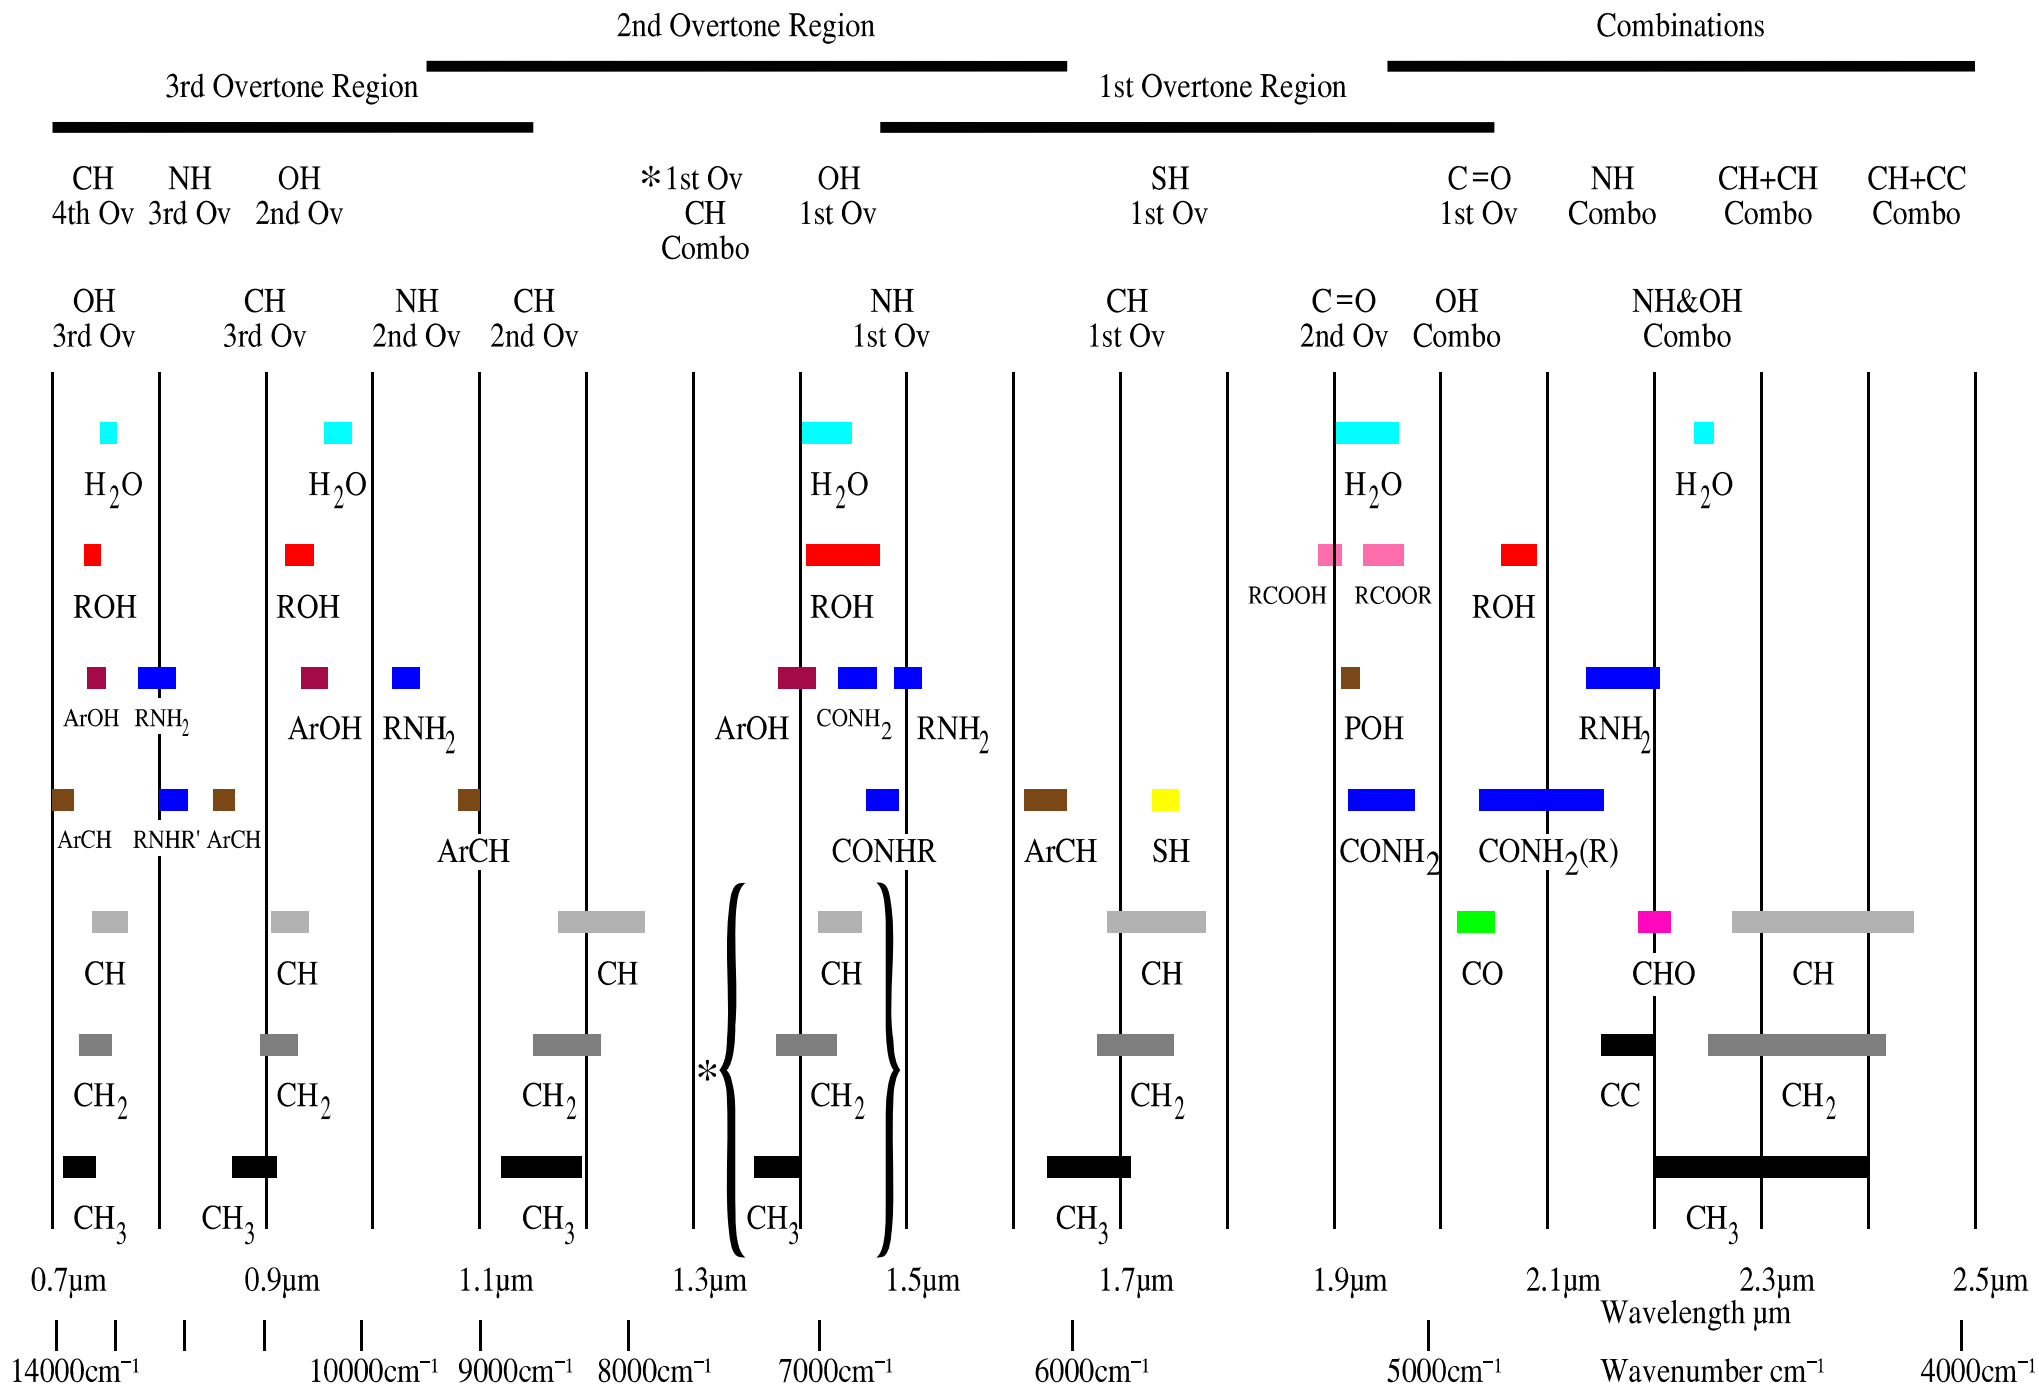 2nd Overtone Region Combinations
3rd Overtone Region 1st Overtone Region
CH NH OH *1st Ov OH SH C=O NH CH+CH CH+CC
4th Ov 3rd Ov 2nd Ov CH 1st Ov 1st Ov 1st Ov Combo Combo Combo
Combo
OH CH NH CH NH CH C=O OH NH&OH
3rd Ov 3rd Ov 2nd Ov 2nd Ov 1st Ov 1st Ov 2nd Ov Combo Combo
H₂O H₂O H₂O H₂O H₂O
RCOOH RCOOR
ROH ROH ROH ROH
ArOH RNH₂ CONH₂
ArOH RNH₂ ArOH RNH₂ POH RNH₂
ArCH RNHR' ArCH
ArCH CONHR ArCH SH CONH₂ CONH₂(R)
CH CH CH CH CH CO CHO CH
*
CH₂ CH₂ CH₂ CH₂ CH₂ CC CH₂
CH₃ CH₃ CH₃ CH₃ CH₃ CH₃
0.7µm 0.9µm 1.1µm 1.3µm 1.5µm 1.7µm 1.9µm 2.1µm 2.3µm 2.5µm
Wavelength µm
14000cm⁻¹ 10000cm⁻¹ 9000cm⁻¹ 8000cm⁻¹ 7000cm⁻¹ 6000cm⁻¹ 5000cm⁻¹ Wavenumber cm⁻¹ 4000cm⁻¹